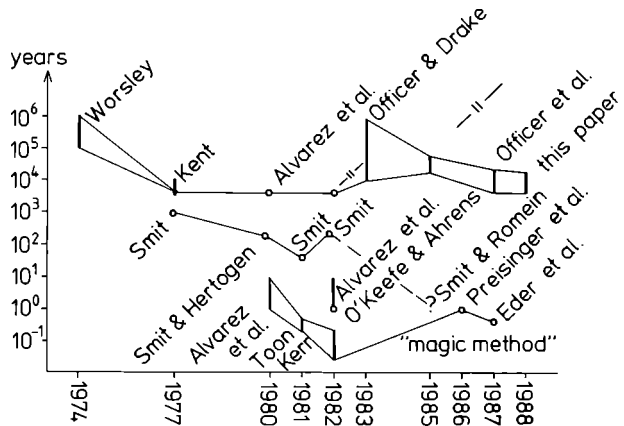 years
10⁶
10⁵
10⁴
10³
10²
10¹
10⁰
10⁻¹
Worsley
Kent
Alvarez et al.
— || —
Officer & Drake
— || —
Officer et al.
this paper
Smit
Smit & Hertogen
Smit
Smit
Alvarez et al.
O'Keefe & Ahrens
? Smit & Romein
Preisinger et al.
Eder et al.
Alvarez
et al.
Toon
Kerr
"magic method"
1974
1977
1980
1981
1982
1983
1985
1986
1987
1988